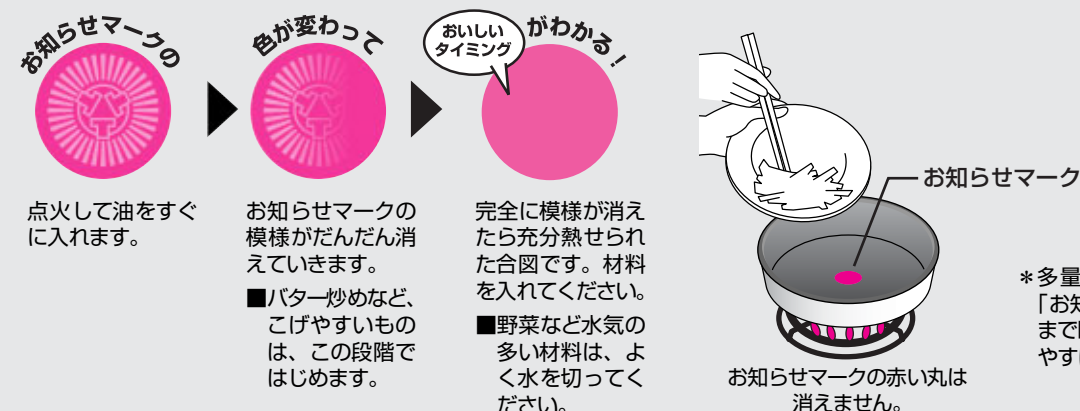 お知らせマークの
色が変わって
おいしい
タイミング
がわかる!
点火して油をすぐ
に入れます。
お知らせマークの
模様がだんだん消
えていきます。
■バター炒めなど、
こげやすいもの
は、この段階で
はじめます。
完全に模様が消え
たら充分熱せられ
た合図です。材料
を入れてください。
■野菜など水気の
多い材料は、よ
く水を切ってく
ださい。
お知らせマーク
お知らせマークの赤い丸は
消えません。
*多量
「お知
まで
やす